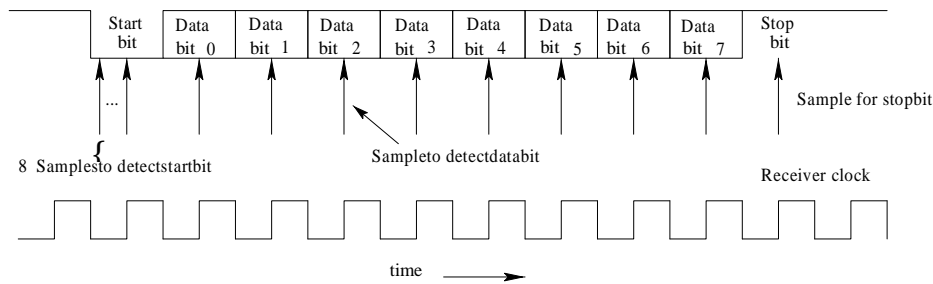 Start bit
Data bit 0
Data bit 1
Data bit 2
Data bit 3
Data bit 4
Data bit 5
Data bit 6
Data bit 7
Stop bit
...
Sample for stopbit
{
8 Samplesto detectstartbit
Sampleto detectdatabit
Receiver clock
time